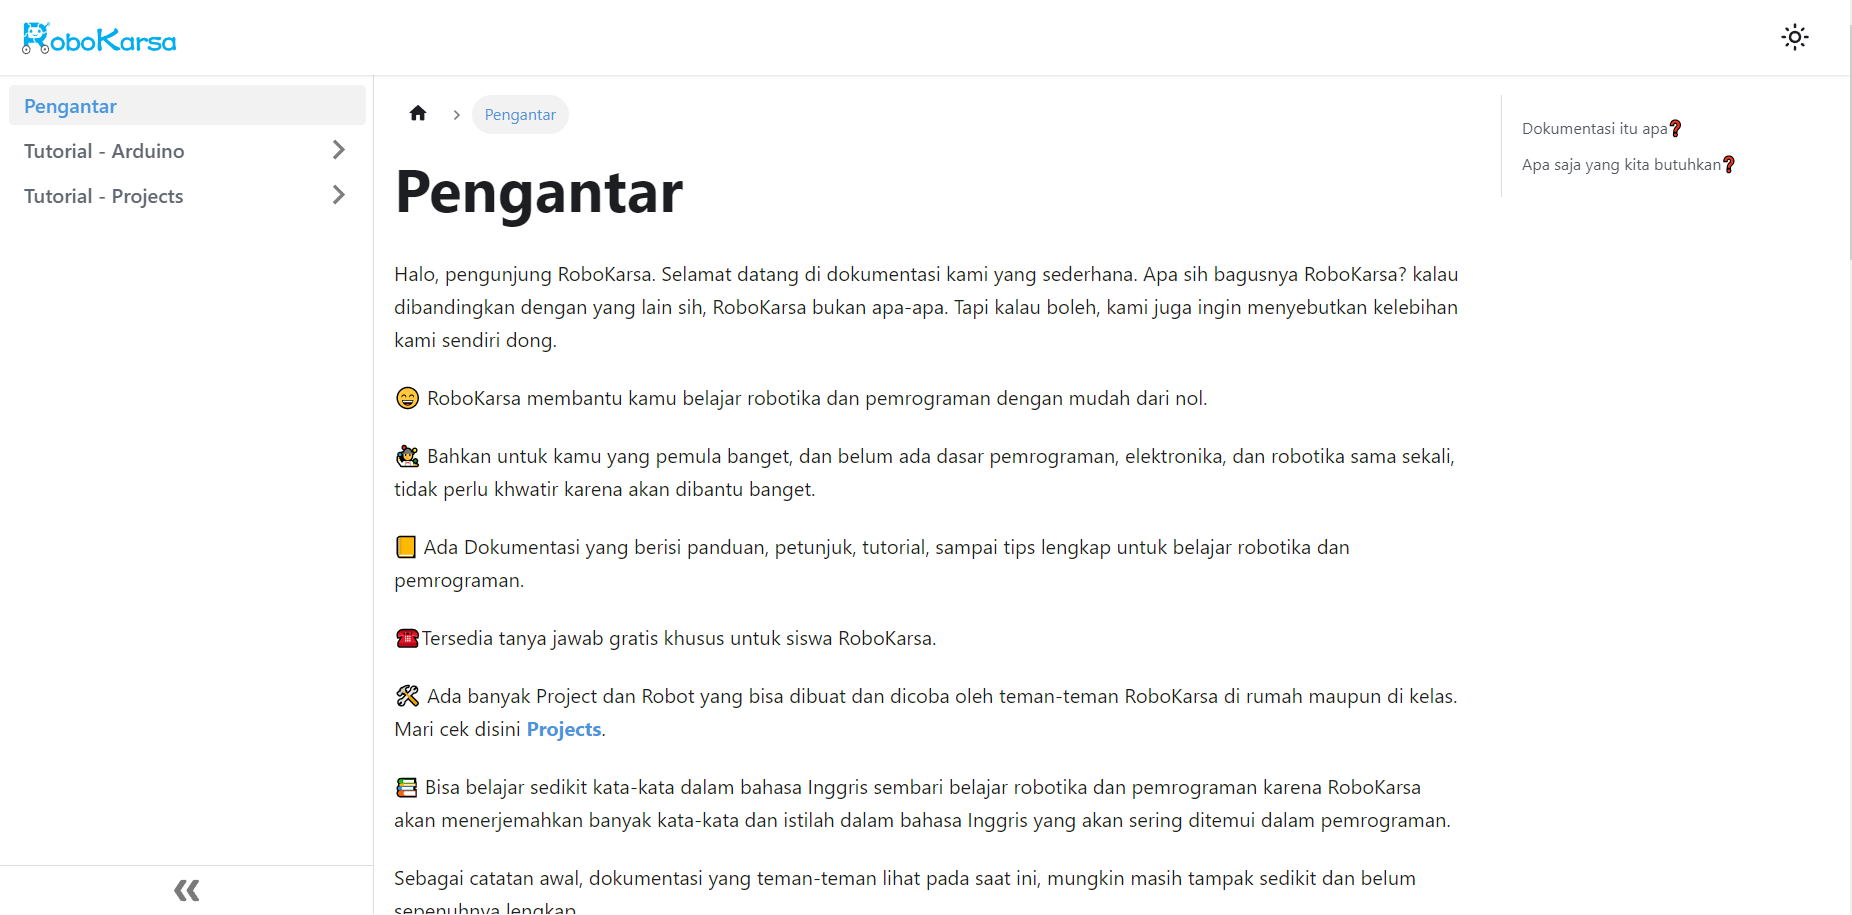 RoboKarsa
Pengantar
Tutorial - Arduino
Tutorial - Projects
Pengantar
Pengantar
Halo, pengunjung RoboKarsa. Selamat datang di dokumentasi kami yang sederhana. Apa sih bagusnya RoboKarsa? kalau
dibandingkan dengan yang lain sih, RoboKarsa bukan apa-apa. Tapi kalau boleh, kami juga ingin menyebutkan kelebihan
kami sendiri dong.
😄 RoboKarsa membantu kamu belajar robotika dan pemrograman dengan mudah dari nol.
Bahkan untuk kamu yang pemula banget, dan belum ada dasar pemrograman, elektronika, dan robotika sama sekali,
tidak perlu khwatir karena akan dibantu banget.
📒 Ada Dokumentasi yang berisi panduan, petunjuk, tutorial, sampai tips lengkap untuk belajar robotika dan
pemrograman.
☎️Tersedia tanya jawab gratis khusus untuk siswa RoboKarsa.
🛠️ Ada banyak Project dan Robot yang bisa dibuat dan dicoba oleh teman-teman RoboKarsa di rumah maupun di kelas.
Mari cek disini Projects.
📚 Bisa belajar sedikit kata-kata dalam bahasa Inggris sembari belajar robotika dan pemrograman karena RoboKarsa
akan menerjemahkan banyak kata-kata dan istilah dalam bahasa Inggris yang akan sering ditemui dalam pemrograman.
Sebagai catatan awal, dokumentasi yang teman-teman lihat pada saat ini, mungkin masih tampak sedikit dan belum
sepenuhnya lengkap.
Dokumentasi itu apa❓
Apa saja yang kita butuhkan❓